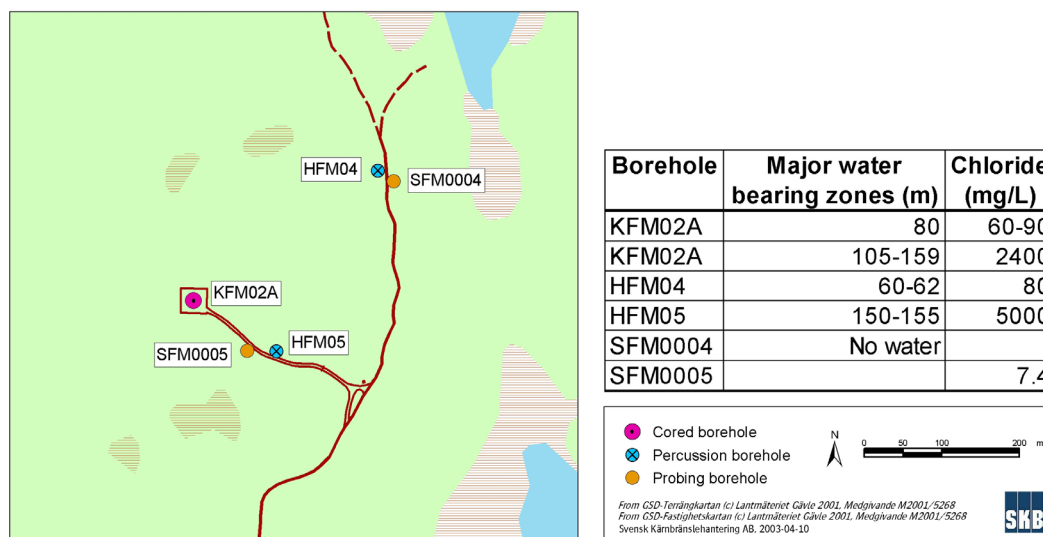 HFM04
SFM0004
KFM02A
HFM05
SFM0005
Borehole Major water bearing zones (m) Chloride (mg/L)
KFM02A 80 60-90
KFM02A 105-159 2400
HFM04 60-62 80
HFM05 150-155 5000
SFM0004 No water
SFM0005 7.4
Cored borehole
Percussion borehole
Probing borehole
N
0 50 100 200 m
From GSD-Terrängkartan (c) Lantmäteriet Gävle 2001, Medgivande M2001/5268
From GSD-Fastighetskartan (c) Lantmäteriet Gävle 2001, Medgivande M2001/5268
Svensk Kärnbränslehantering AB, 2003-04-10
SKB